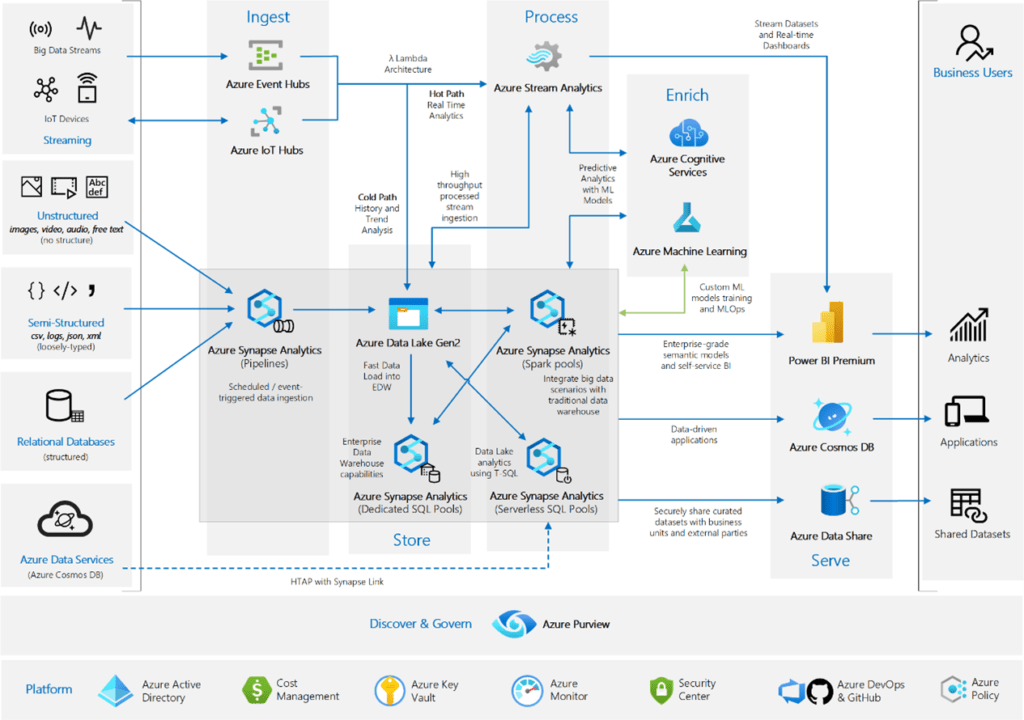 Ingest
Process
Big Data Streams
IoT Devices
Streaming
Azure Event Hubs
Azure IoT Hubs
λ Lambda
Architecture
Hot Path
Real Time
Analytics
Azure Stream Analytics
Stream Datasets
and Real-time
Dashboards
Business Users
Enrich
Azure Cognitive
Services
Predictive
Analytics
with ML
Models
Azure Machine Learning
High
throughput
processed
stream
ingestion
Cold Path
History and
Trend
Analysis
Abc
def
Unstructured
images, video, audio, free text
(no structure)
{ } </> ,
Semi-Structured
csv, logs, json, xml
(loosely-typed)
Relational Databases
(structured)
Azure Data Services
(Azure Cosmos DB)
Azure Synapse Analytics
(Pipelines)
Scheduled / event-
triggered data ingestion
Azure Data Lake Gen2
Fast Data
Load into
EDW
Azure Synapse Analytics
(Spark pools)
Integrate big data
scenarios with
traditional data
warehouse
Custom ML
models training
and MLOps
Enterprise-grade
semantic models
and self-service BI
Power BI Premium
Analytics
Enterprise
Data
Warehouse
capabilities
Azure Synapse Analytics
(Dedicated SQL Pools)
Data Lake
analytics
using T-SQL
Azure Synapse Analytics
(Serverless SQL Pools)
Data-driven
applications
Azure Cosmos DB
Applications
Securely share curated
datasets with business
units and external parties
Azure Data Share
Shared Datasets
Store
Serve
HTAP with Synapse Link
Discover & Govern
Azure Purview
Platform
Azure Active
Directory
$
Cost
Management
Azure Key
Vault
Azure
Monitor
Security
Center
Azure DevOps
& GitHub
Azure
Policy